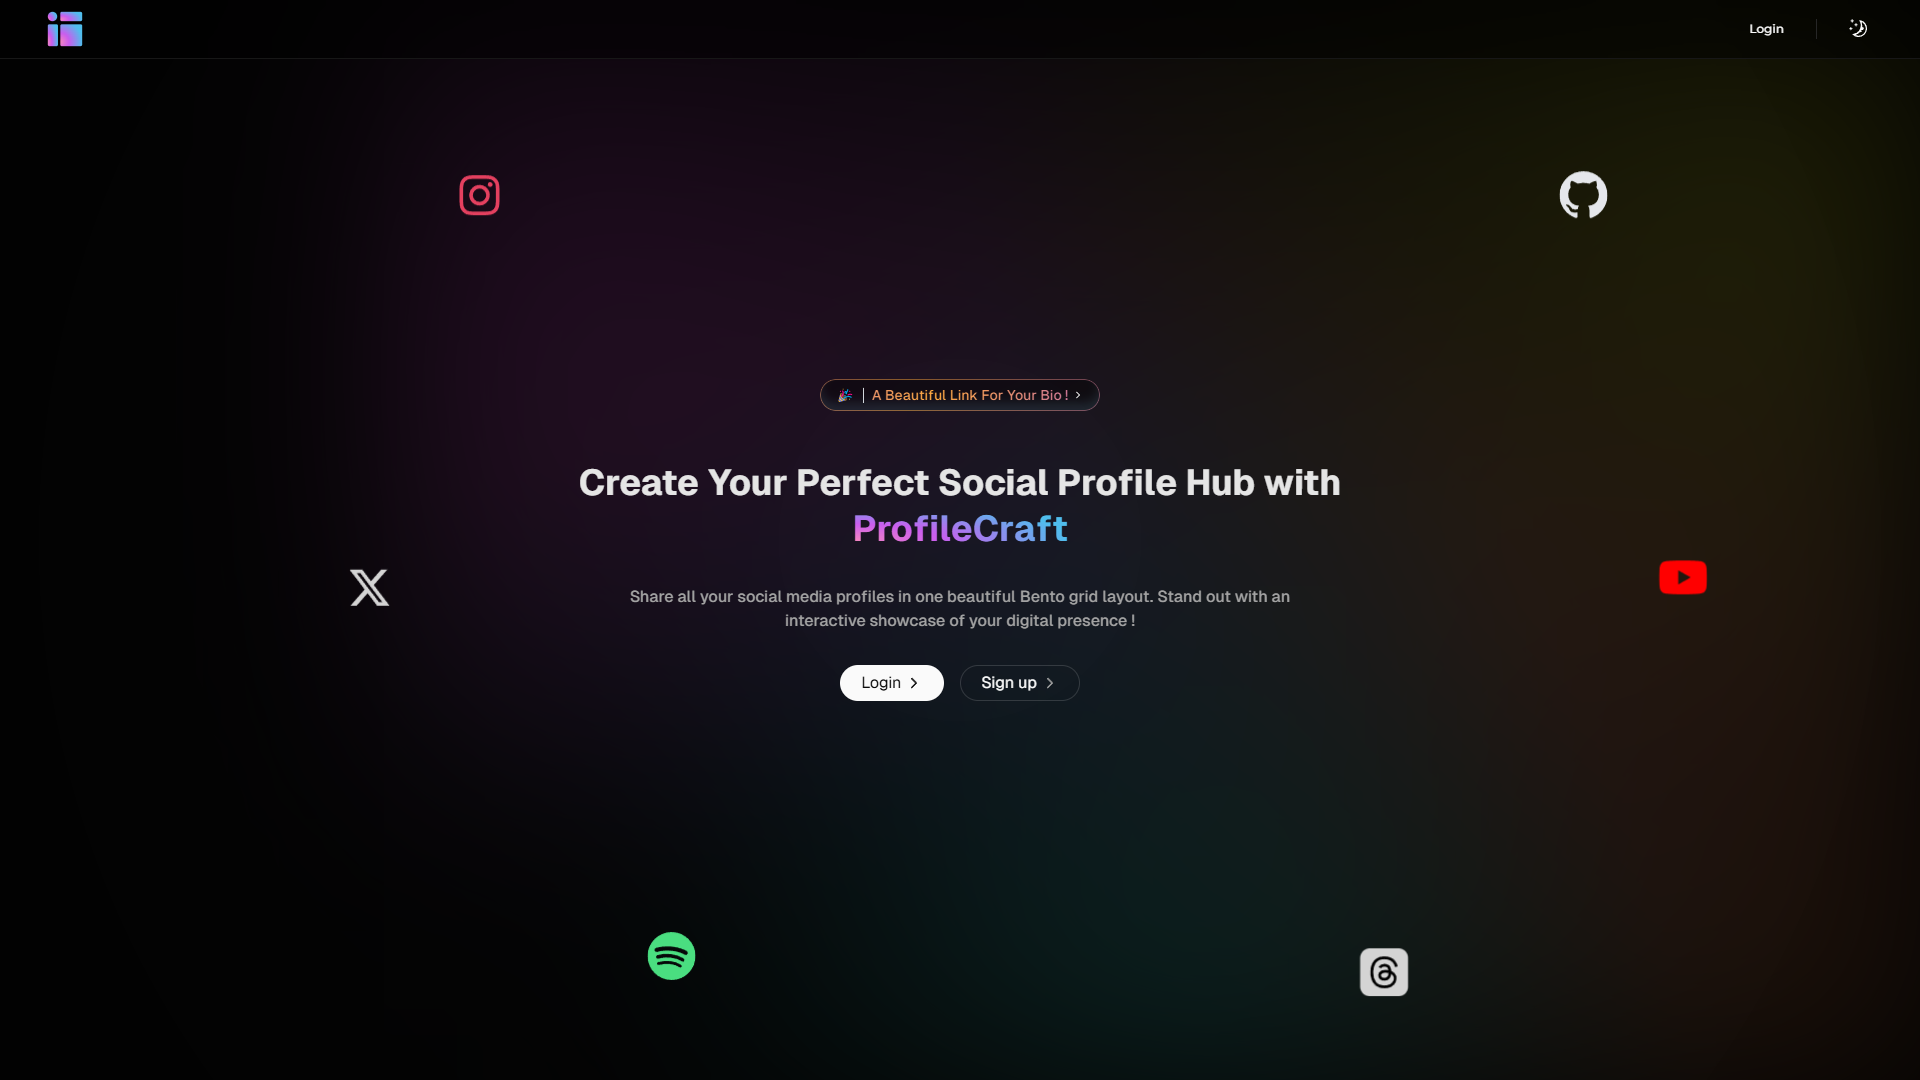 Login
A Beautiful Link For Your Bio !
Create Your Perfect Social Profile Hub with
ProfileCraft
Share all your social media profiles in one beautiful Bento grid layout. Stand out with an
interactive showcase of your digital presence !
Login
Sign up